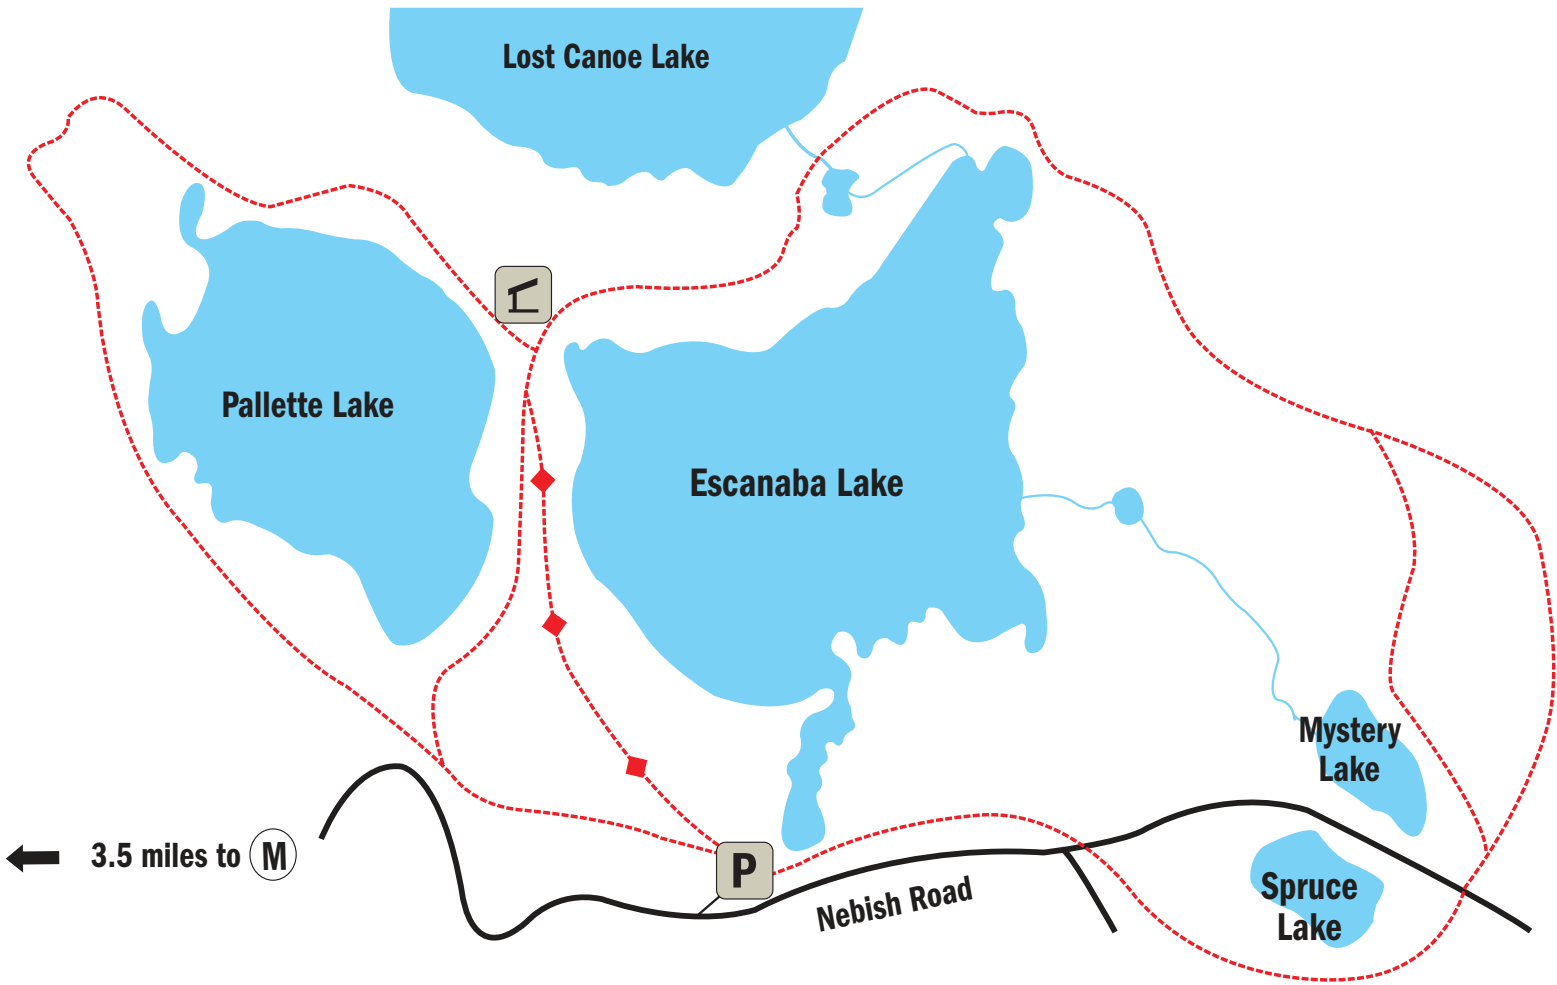 Lost Canoe Lake
Pallette Lake
Escanaba Lake
Mystery
Lake
3.5 miles to M
P
Spruce
Lake
Nebish Road